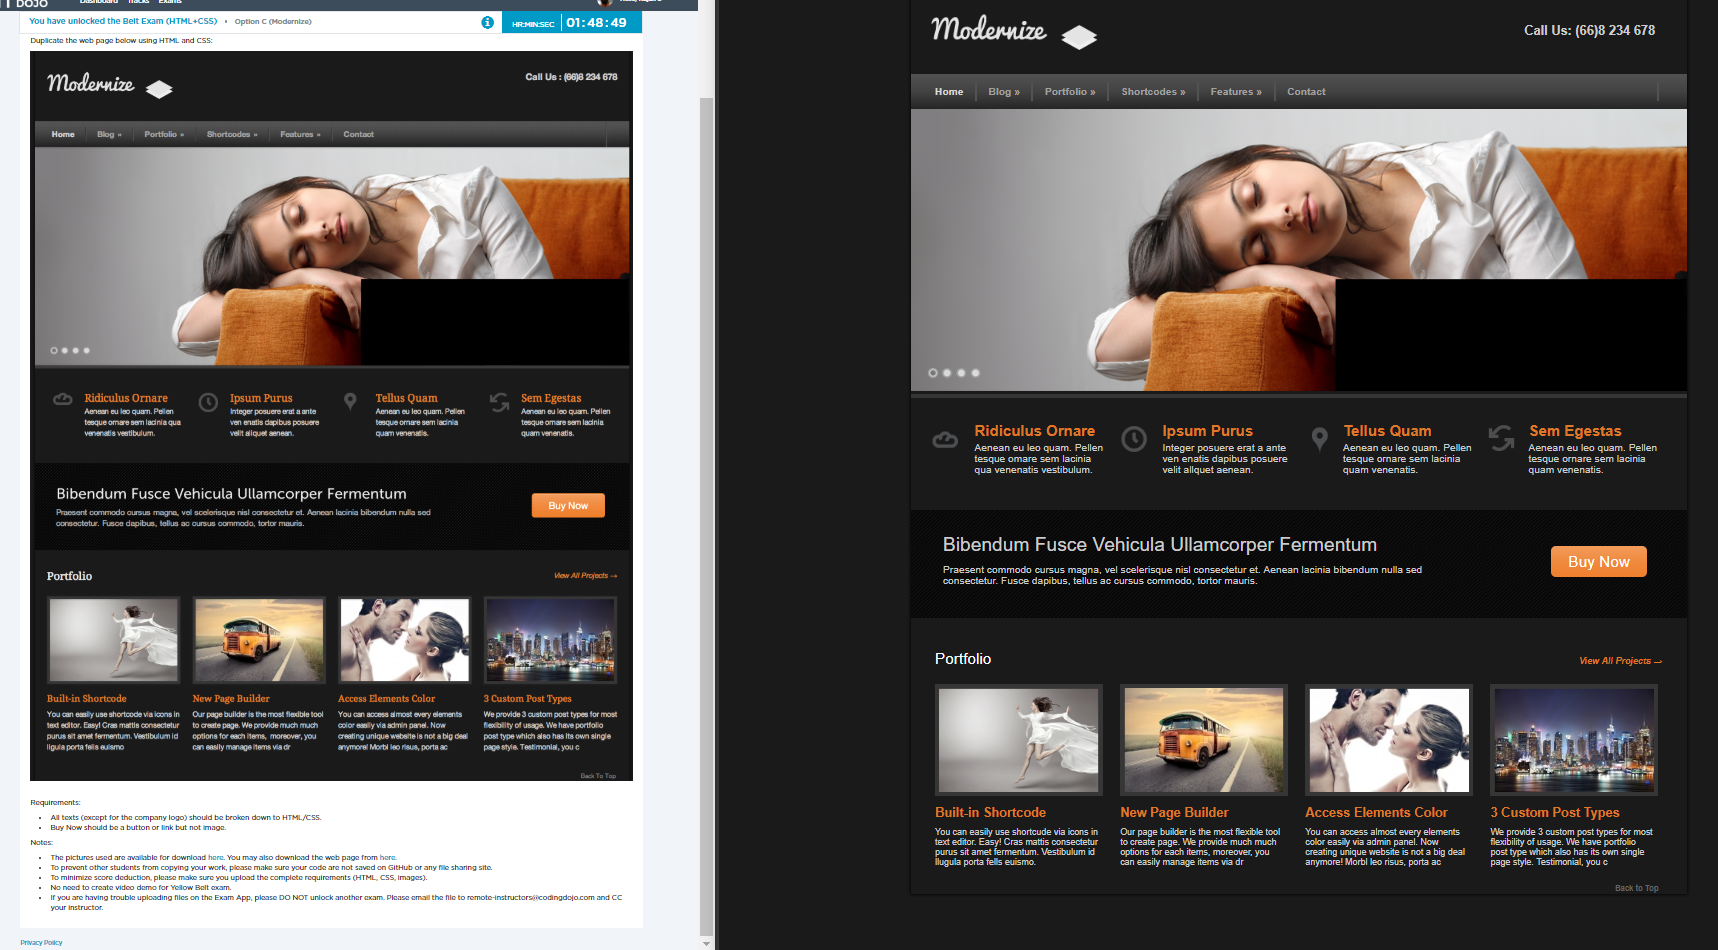 DOJO
Dashboard Tracks Exams
You have unlocked the Belt Exam (HTML+CSS) › Option C (Modernize)
HR:MIN:SEC 01:48:49
Duplicate the web page below using HTML and CSS:
Modernize
Call Us : (66)8 234 678
Home Blog » Portfolio » Shortcodes » Features » Contact
Ridiculus Ornare
Aenean eu leo quam. Pellen
tesque ornare sem lacinia qua
venenatis vestibulum.
Ipsum Purus
Integer posuere erat a ante
ven enatis dapibus posuere
velit aliquet aenean.
Tellus Quam
Aenean eu leo quam. Pellen
tesque ornare sem lacinia
quam venenatis.
Sem Egestas
Aenean eu leo quam. Pellen
tesque ornare sem lacinia
quam venenatis.
Bibendum Fusce Vehicula Ullamcorper Fermentum
Praesent commodo cursus magna, vel scelerisque nisl consectetur et. Aenean lacinia bibendum nulla sed
consectetur. Fusce dapibus, tellus ac cursus commodo, tortor mauris.
Buy Now
Portfolio
View All Projects →
Built-in Shortcode
You can easily use shortcode via icons in
text editor. Easy! Cras mattis consectetur
purus sit amet fermentum. Vestibulum id
ligula porta felis euismo
New Page Builder
Our page builder is the most flexible tool
to create page. We provide much much
options for each items, moreover, you
can easily manage items via dr
Access Elements Color
You can access almost every elements
color easily via admin panel. Now
creating unique website is not a big deal
anymore! Morbi leo risus, porta ac
3 Custom Post Types
We provide 3 custom post types for most
flexibility of usage. We have portfolio
post type which also has its own single
page style. Testimonial, you c
Back To Top
Requirements:
• All texts (except for the company logo) should be broken down to HTML/CSS.
• Buy Now should be a button or link but not image.
Notes:
• The pictures used are available for download here. You may also download the web page from here.
• To prevent other students from copying your work, please make sure your code are not saved on GitHub or any file sharing site.
• To minimize score deduction, please make sure you upload the complete requirements (HTML, CSS, images).
• No need to create video demo for Yellow Belt exam.
• If you are having trouble uploading files on the Exam App, please DO NOT unlock another exam. Please email the file to remote-instructors@codingdojo.com and CC
your instructor.
Privacy Policy
Modernize
Call Us: (66)8 234 678
Home Blog » Portfolio » Shortcodes » Features » Contact
Ridiculus Ornare
Aenean eu leo quam. Pellen
tesque ornare sem lacinia
qua venenatis vestibulum.
Ipsum Purus
Integer posuere erat a ante
ven enatis dapibus posuere
velit allquet aenean.
Tellus Quam
Aenean eu leo quam. Pellen
tesque ornare sem lacinia
quam venenatis.
Sem Egestas
Aenean eu leo quam. Pellen
tesque ornare sem lacinia
quam venenatis.
Bibendum Fusce Vehicula Ullamcorper Fermentum
Praesent commodo cursus magna, vel scelerisque nisl consectetur et. Aenean lacinia bibendum nulla sed
consectetur. Fusce dapibus, tellus ac cursus commodo, tortor mauris.
Buy Now
Portfolio
View All Projects →
Built-in Shortcode
You can easily use shortcude via icons in
text editor. Easy! Cras mattis consectetur
purus sit amet fermentum. Vestibulum id
llugula porta fells euismo.
New Page Builder
Our page builder is the most flexible tool
to create page. We provide much much
options for each items, moreover, you
can easily manage items via dr
Access Elements Color
You can access almost every elements
color easily via admin panel. Now
creating unique website is not a big deal
anymore! Morbl leo risus, porta ac
3 Custom Post Types
We provide 3 custom post types for most
flexibility of usage. We have portfolio
post type which also has its own single
page style. Testimonial, you c
Back to Top